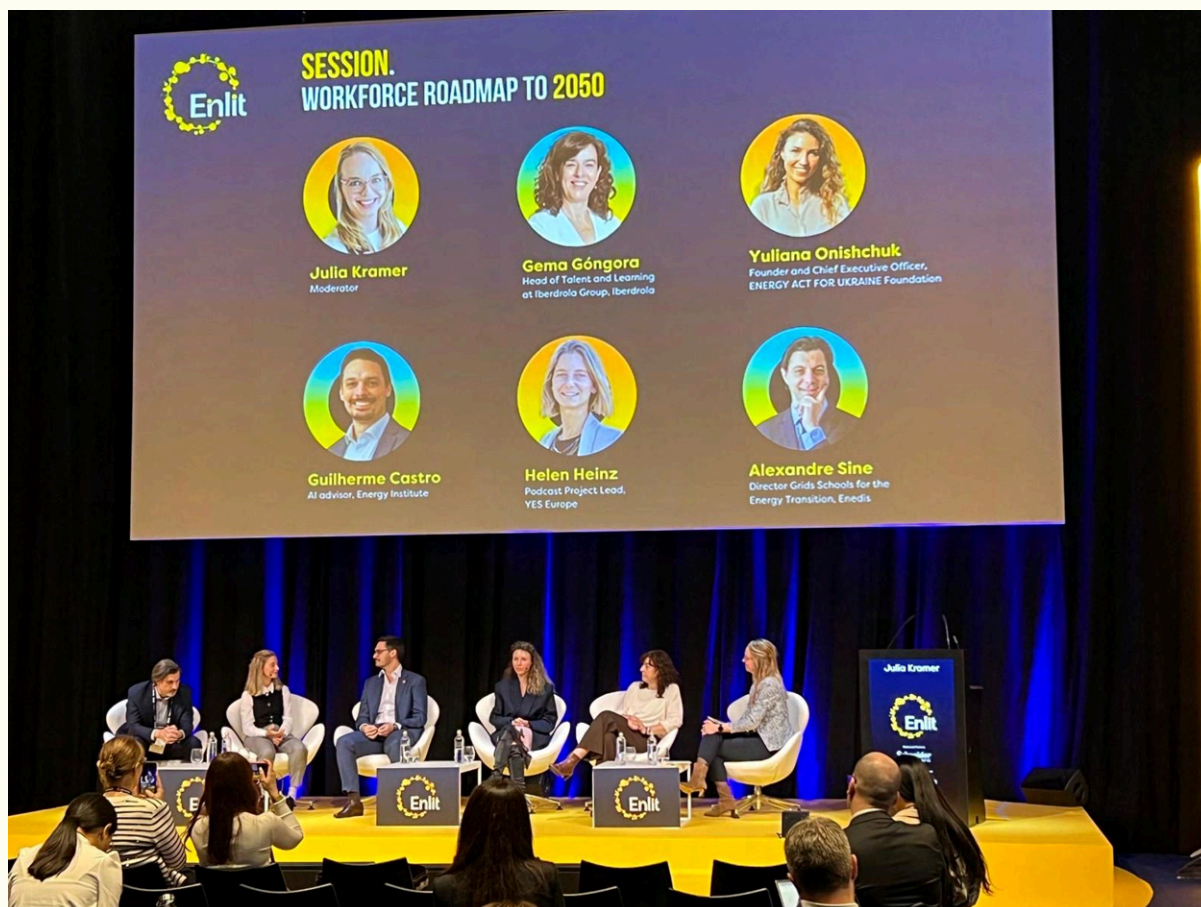 Enlit
SESSION.
WORKFORCE ROADMAP TO 2050
Julia Kramer
Moderator
Gema Góngora
Head of Talent and Learning
at Iberdrola Group, Iberdrola
Yuliana Onishchuk
Founder and Chief Executive Officer,
ENERGY ACT FOR UKRAINE Foundation
Guilherme Castro
AI advisor, Energy Institute
Helen Heinz
Podcast Project Lead,
YES Europe
Alexandre Sine
Director Grids Schools for the
Energy Transition, Enedis
Julia Kramer
Enlit
Enlit
Enlit